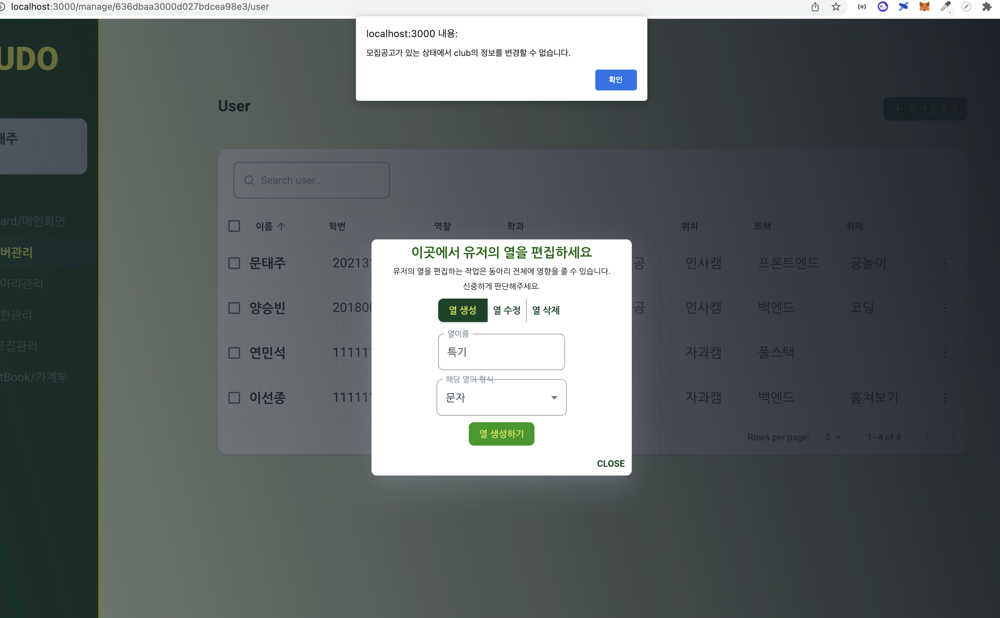 localhost:3000/manage/636dbaa3000d027bdcea98e3/user
localhost:3000 내용:
모집공고가 있는 상태에서 club의 정보를 변경할 수 없습니다.
확인
UDO
태주
User
유저 열 추가
Search user...
ard/메인화면
버관리
아리관리
한관리
모집관리
tBook/가계부
이름 학번 역할 학과 위치 트랙 취미
문태주 202131 공 인사캠 프론트엔드 공놀이
양승빈 201800 공 인사캠 백엔드 코딩
연민석 111111 자과캠 풀스택
이선종 111111 자과캠 백엔드 훔쳐보기
Rows per page: 5 1–4 of 4
이곳에서 유저의 열을 편집하세요
유저의 열을 편집하는 작업은 동아리 전체에 영향을 줄 수 있습니다.
신중하게 판단해주세요.
열 생성 열 수정 열 삭제
열이름
특기
해당 열의 형식
문자
열 생성하기
CLOSE